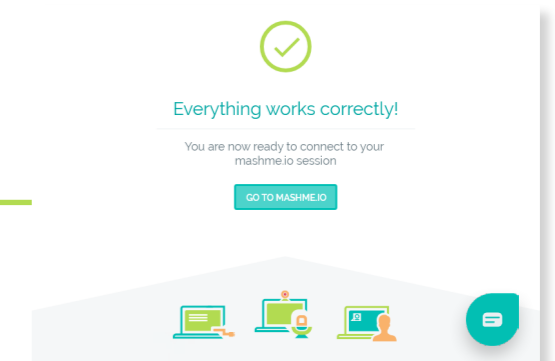 Everything works correctly!
You are now ready to connect to your
mashme.io session
GO TO MASHME.IO